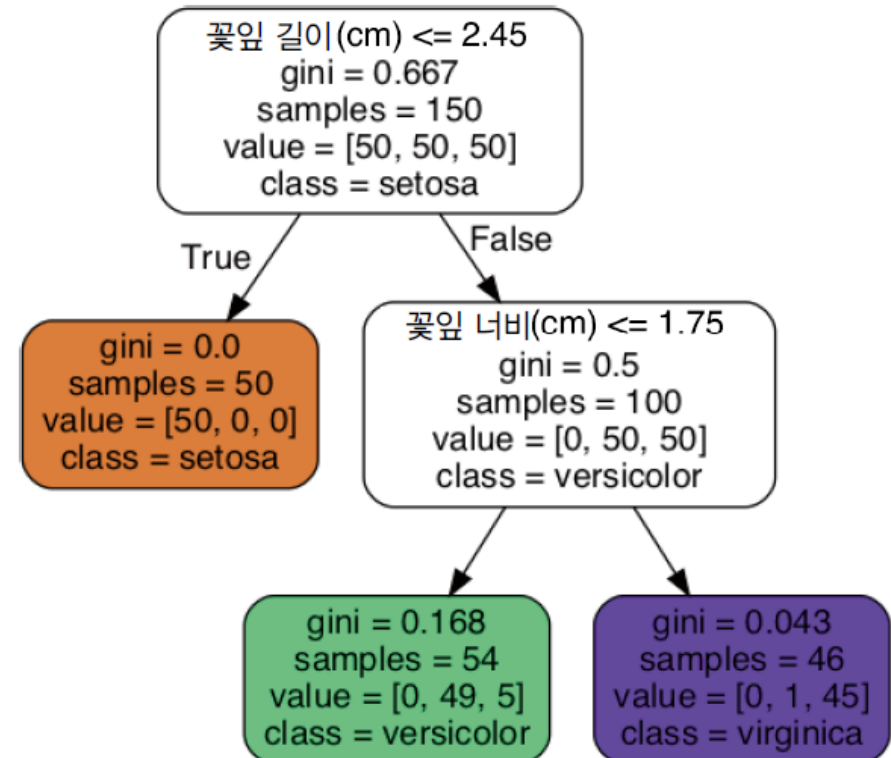 꽃잎 길이(cm) <= 2.45
gini = 0.667
samples = 150
value = [50, 50, 50]
class = setosa
True
False
gini = 0.0
samples = 50
value = [50, 0, 0]
class = setosa
꽃잎 너비(cm) <= 1.75
gini = 0.5
samples = 100
value = [0, 50, 50]
class = versicolor
gini = 0.168
samples = 54
value = [0, 49, 5]
class = versicolor
gini = 0.043
samples = 46
value = [0, 1, 45]
class = virginica